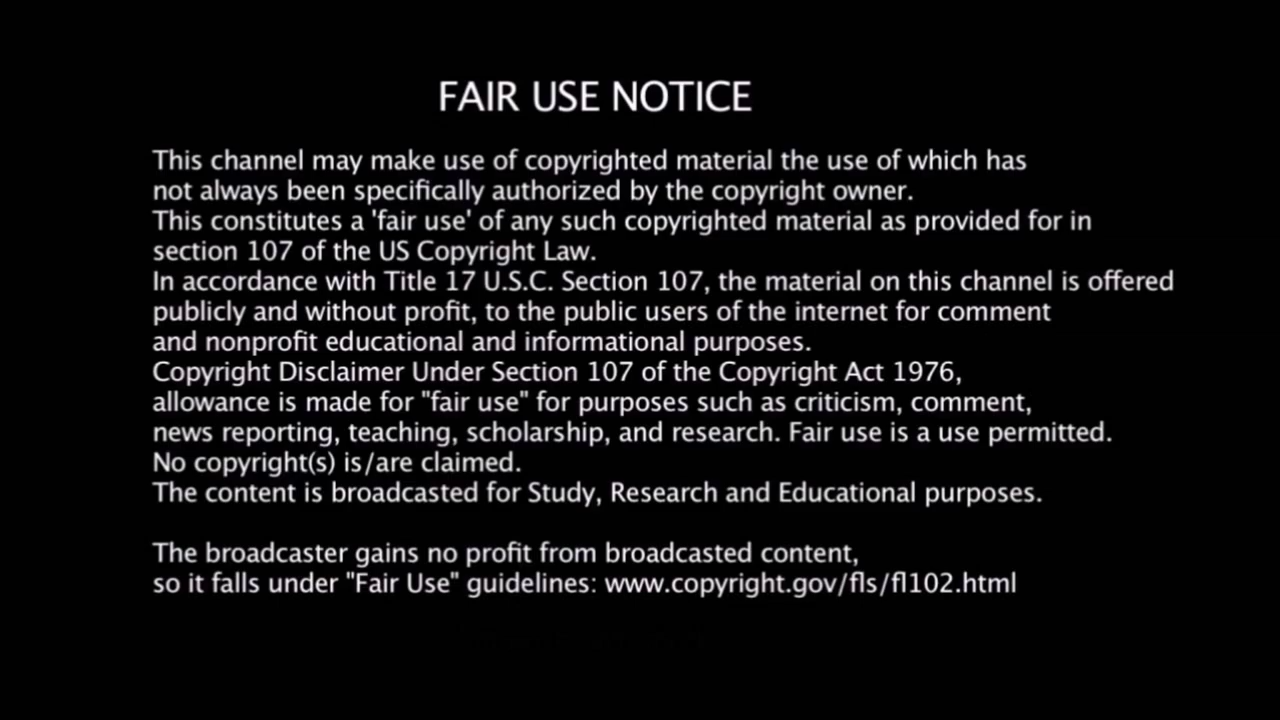 FAIR USE NOTICE
This channel may make use of copyrighted material the use of which has
not always been specifically authorized by the copyright owner.
This constitutes a 'fair use' of any such copyrighted material as provided for in
section 107 of the US Copyright Law.
In accordance with Title 17 U.S.C. Section 107, the material on this channel is offered
publicly and without profit, to the public users of the internet for comment
and nonprofit educational and informational purposes.
Copyright Disclaimer Under Section 107 of the Copyright Act 1976,
allowance is made for "fair use" for purposes such as criticism, comment,
news reporting, teaching, scholarship, and research. Fair use is a use permitted.
No copyright(s) is/are claimed.
The content is broadcasted for Study, Research and Educational purposes.
The broadcaster gains no profit from broadcasted content,
so it falls under "Fair Use" guidelines: www.copyright.gov/fls/fl102.html